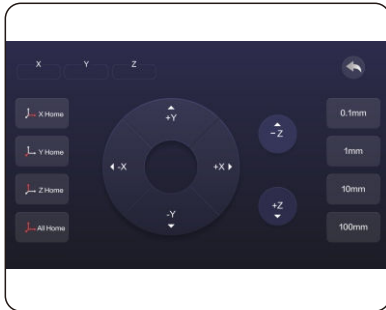 X Y Z
X Home
Y Home
Z Home
All Home
+Y
-X
+X
-Y
-Z
+Z
0.1mm
1mm
10mm
100mm